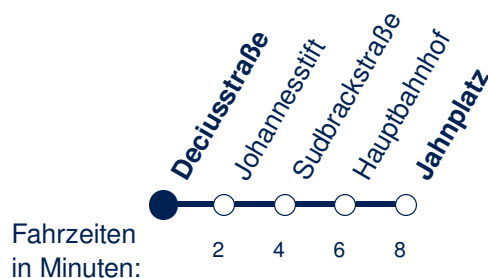 Deciusstraße
Johannesstift
Sudbrackstraße
Hauptbahnhof
Jahnplatz
Fahrzeiten
in Minuten:
2 4 6 8